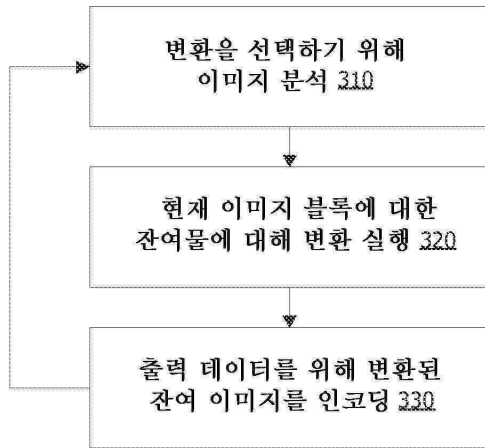 변환을 선택하기 위해
이미지 분석 310
현재 이미지 블록에 대한
잔여물에 대해 변환 실행 320
출력 데이터를 위해 변환된
잔여 이미지를 인코딩 330